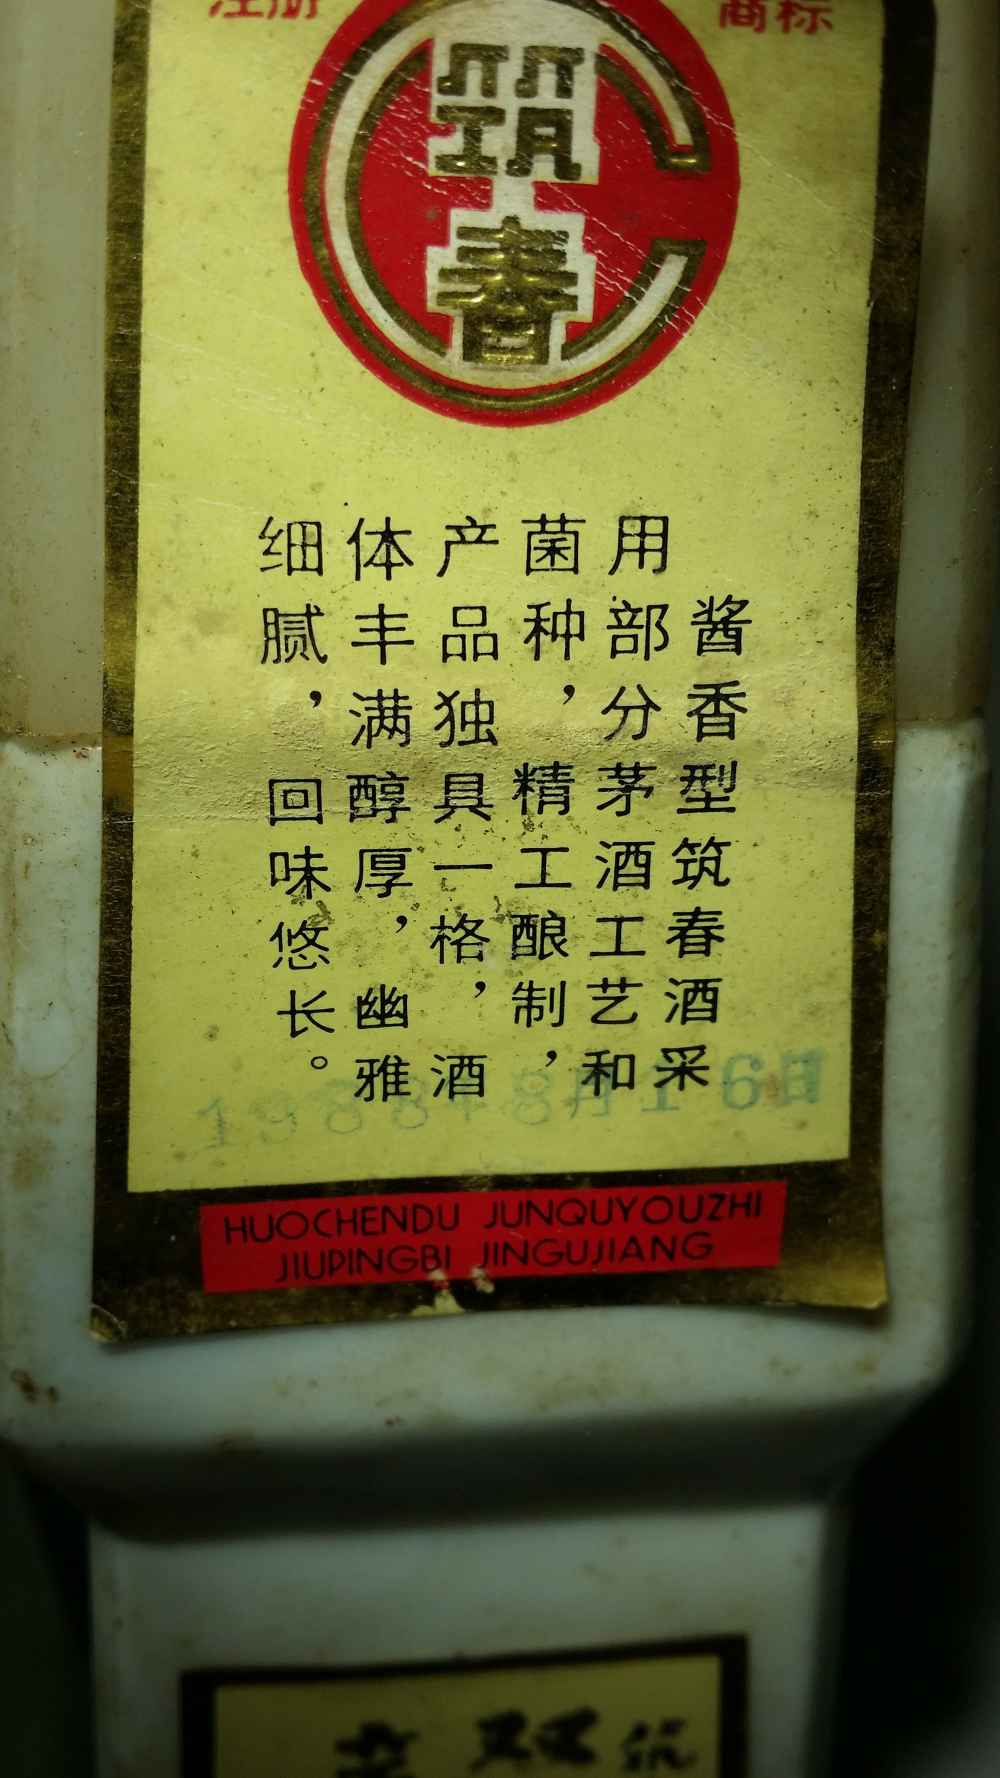 注册
商标
筑春
酱香型筑春酒采
用部分茅酒工艺和
菌种，精工酿制，
产品独具一格，酒
体丰满醇厚，幽雅
细腻，回味悠长。
1988年8月16日
HUOCHENDU JUNQUYOUZHI
JIUPINGBI JINGUJIANG
筑